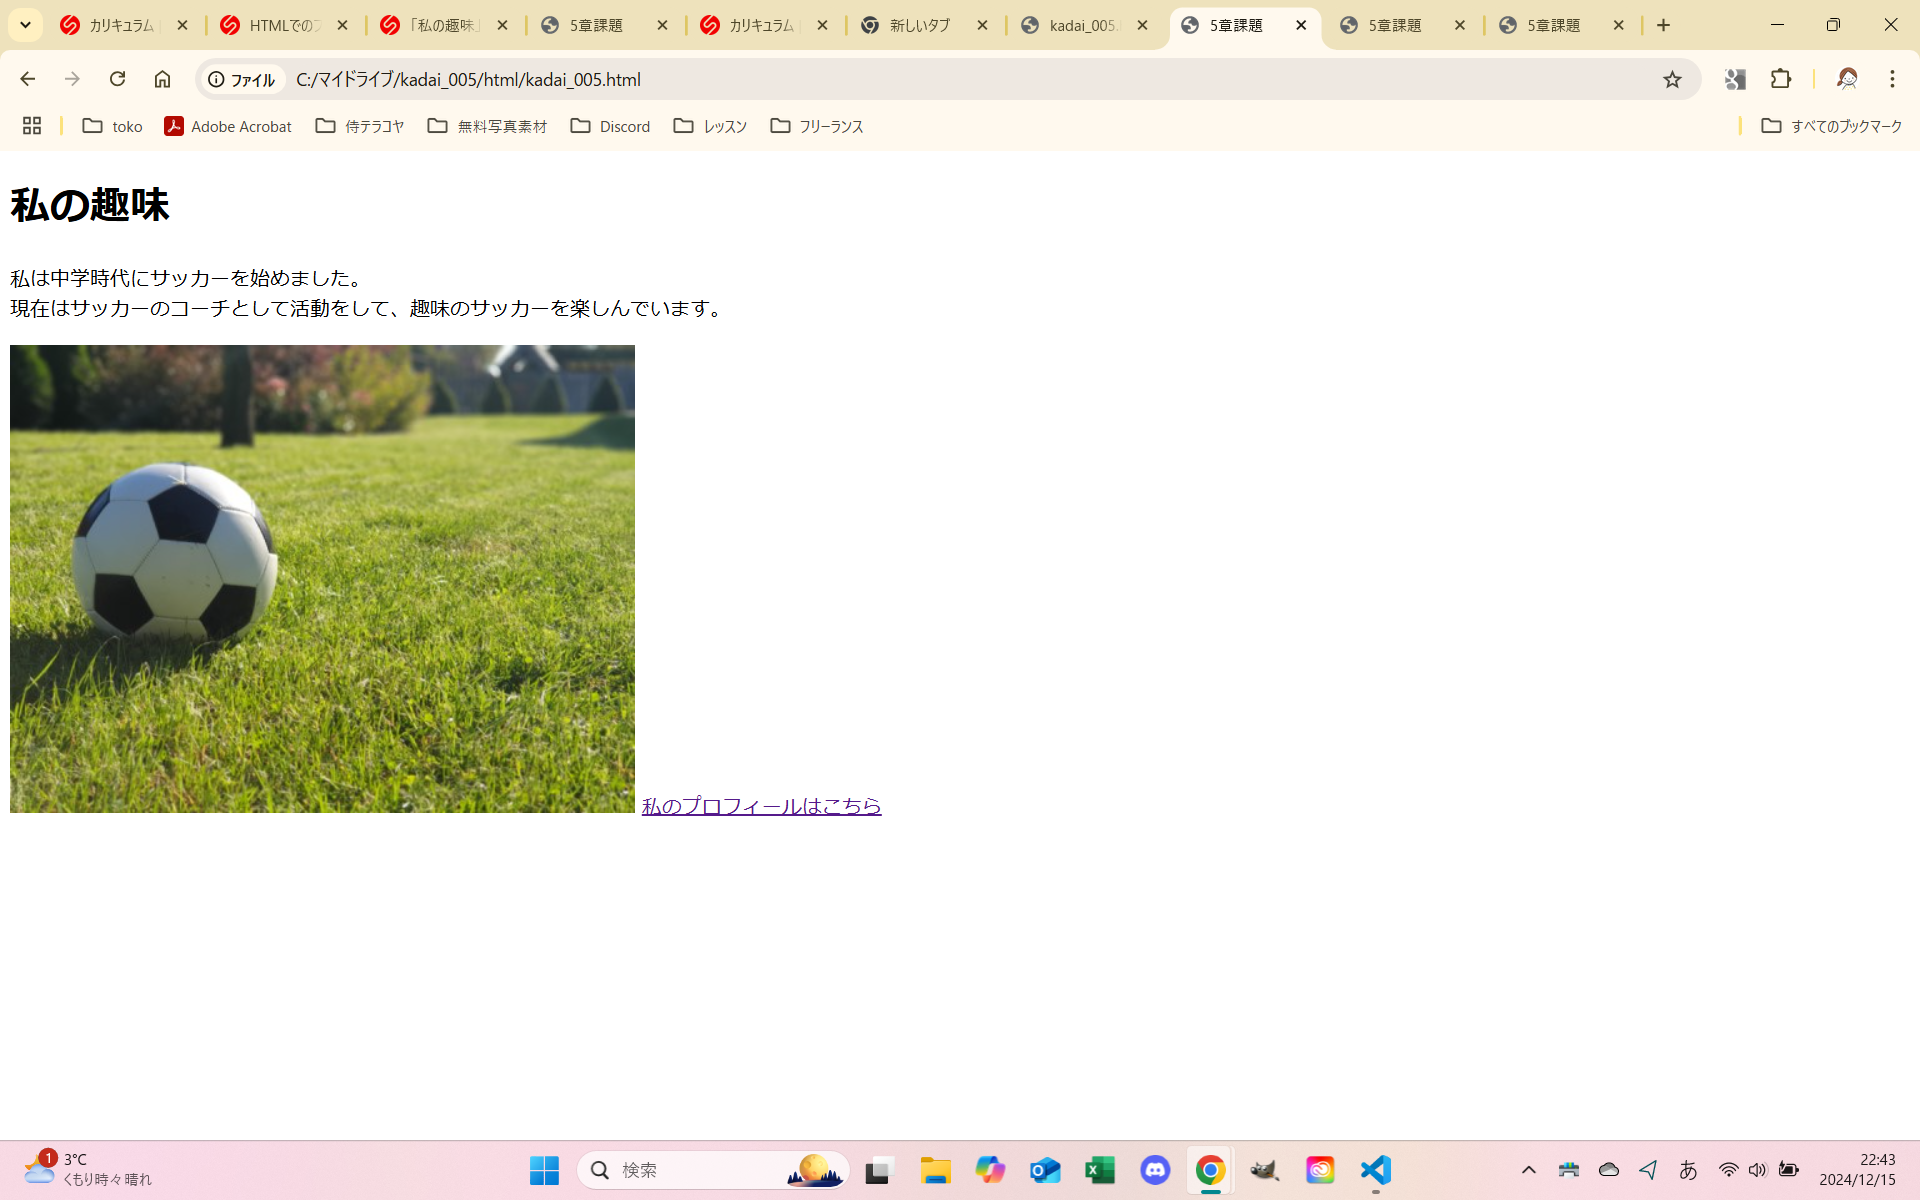 カリキュラム
HTMLでのフ
「私の趣味」
5章課題
カリキュラム
新しいタブ
kadai_005.
5章課題
5章課題
5章課題
ファイル
C:/マイドライブ/kadai_005/html/kadai_005.html
toko
Adobe Acrobat
侍テラコヤ
無料写真素材
Discord
レッスン
フリーランス
すべてのブックマーク
私の趣味
私は中学時代にサッカーを始めました。
現在はサッカーのコーチとして活動をして、趣味のサッカーを楽しんでいます。
私のプロフィールはこちら
1
3°C
くもり時々晴れ
検索
あ
22:43
2024/12/15